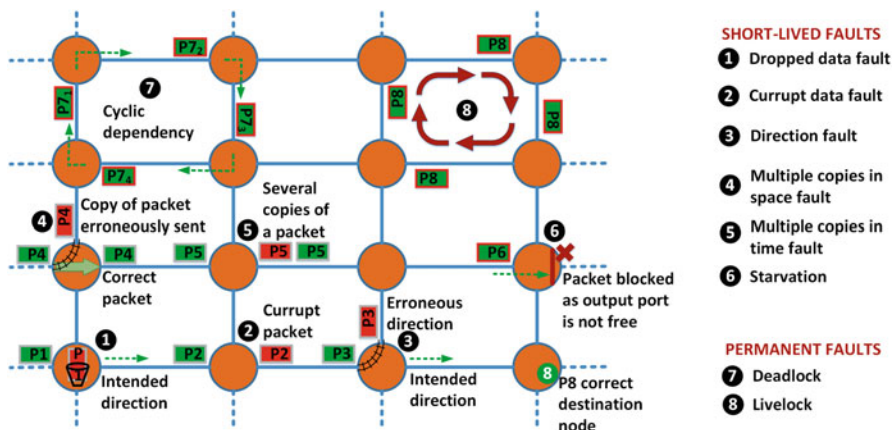 P7₂
P8
7
Cyclic
dependency
P7₁
P7₃
P8
8
P8
P7₄
P8
4
P4
Copy of packet
erroneously sent
Several
copies of
a packet
5
6
P4
P4
P5
P5
P5
P6
Correct
packet
Packet blocked
as output port
is not free
Currupt
packet
Erroneous
direction
P3
1
2
3
P1
P
1
P2
P2
P3
8
Intended
direction
Intended
direction
P8 correct
destination
node
SHORT-LIVED FAULTS
1 Dropped data fault
2 Currupt data fault
3 Direction fault
4 Multiple copies in
space fault
5 Multiple copies in
time fault
6 Starvation
PERMANENT FAULTS
7 Deadlock
8 Livelock